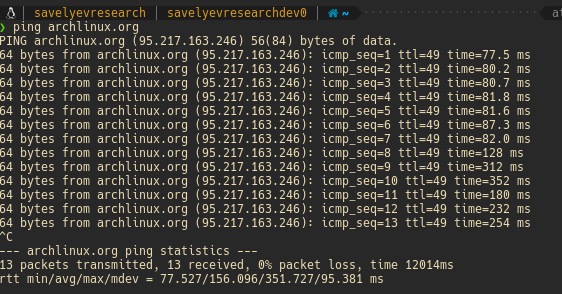 savelyevresearch | savelyevresearchdev0 | ~ at
❯ ping archlinux.org
PING archlinux.org (95.217.163.246) 56(84) bytes of data.
64 bytes from archlinux.org (95.217.163.246): icmp_seq=1 ttl=49 time=77.5 ms
64 bytes from archlinux.org (95.217.163.246): icmp_seq=2 ttl=49 time=80.2 ms
64 bytes from archlinux.org (95.217.163.246): icmp_seq=3 ttl=49 time=80.7 ms
64 bytes from archlinux.org (95.217.163.246): icmp_seq=4 ttl=49 time=81.8 ms
64 bytes from archlinux.org (95.217.163.246): icmp_seq=5 ttl=49 time=81.6 ms
64 bytes from archlinux.org (95.217.163.246): icmp_seq=6 ttl=49 time=87.3 ms
64 bytes from archlinux.org (95.217.163.246): icmp_seq=7 ttl=49 time=82.0 ms
64 bytes from archlinux.org (95.217.163.246): icmp_seq=8 ttl=49 time=128 ms
64 bytes from archlinux.org (95.217.163.246): icmp_seq=9 ttl=49 time=312 ms
64 bytes from archlinux.org (95.217.163.246): icmp_seq=10 ttl=49 time=352 ms
64 bytes from archlinux.org (95.217.163.246): icmp_seq=11 ttl=49 time=180 ms
64 bytes from archlinux.org (95.217.163.246): icmp_seq=12 ttl=49 time=232 ms
64 bytes from archlinux.org (95.217.163.246): icmp_seq=13 ttl=49 time=254 ms
^C
--- archlinux.org ping statistics ---
13 packets transmitted, 13 received, 0% packet loss, time 12014ms
rtt min/avg/max/mdev = 77.527/156.096/351.727/95.381 ms